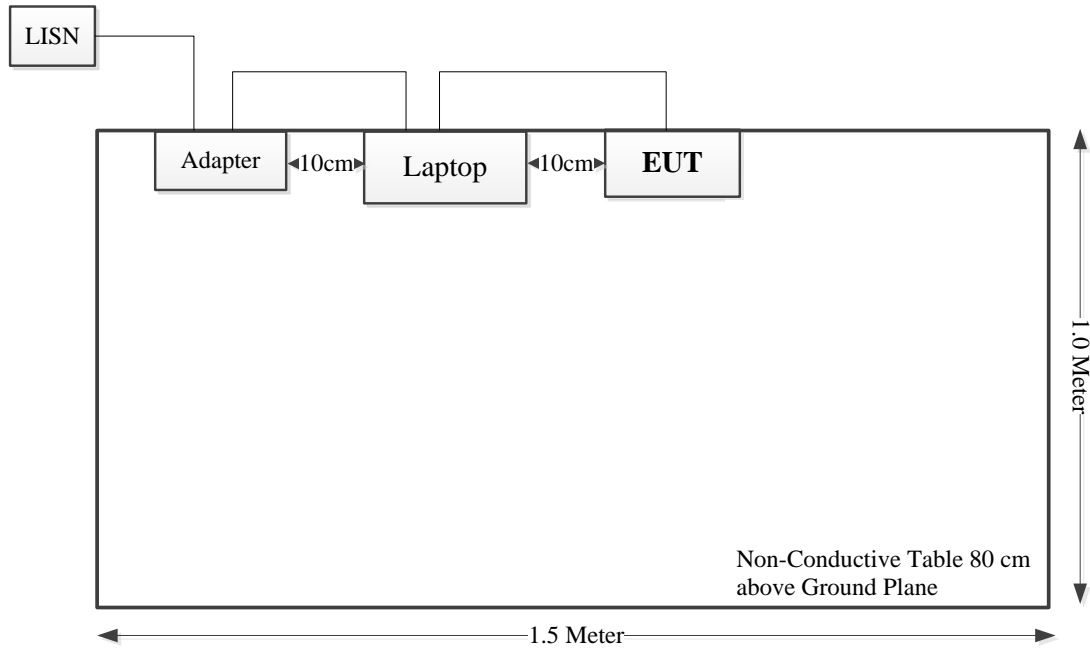 LISN
Adapter
10cm
Laptop
10cm
EUT
1.0 Meter
Non-Conductive Table 80 cm
above Ground Plane
1.5 Meter